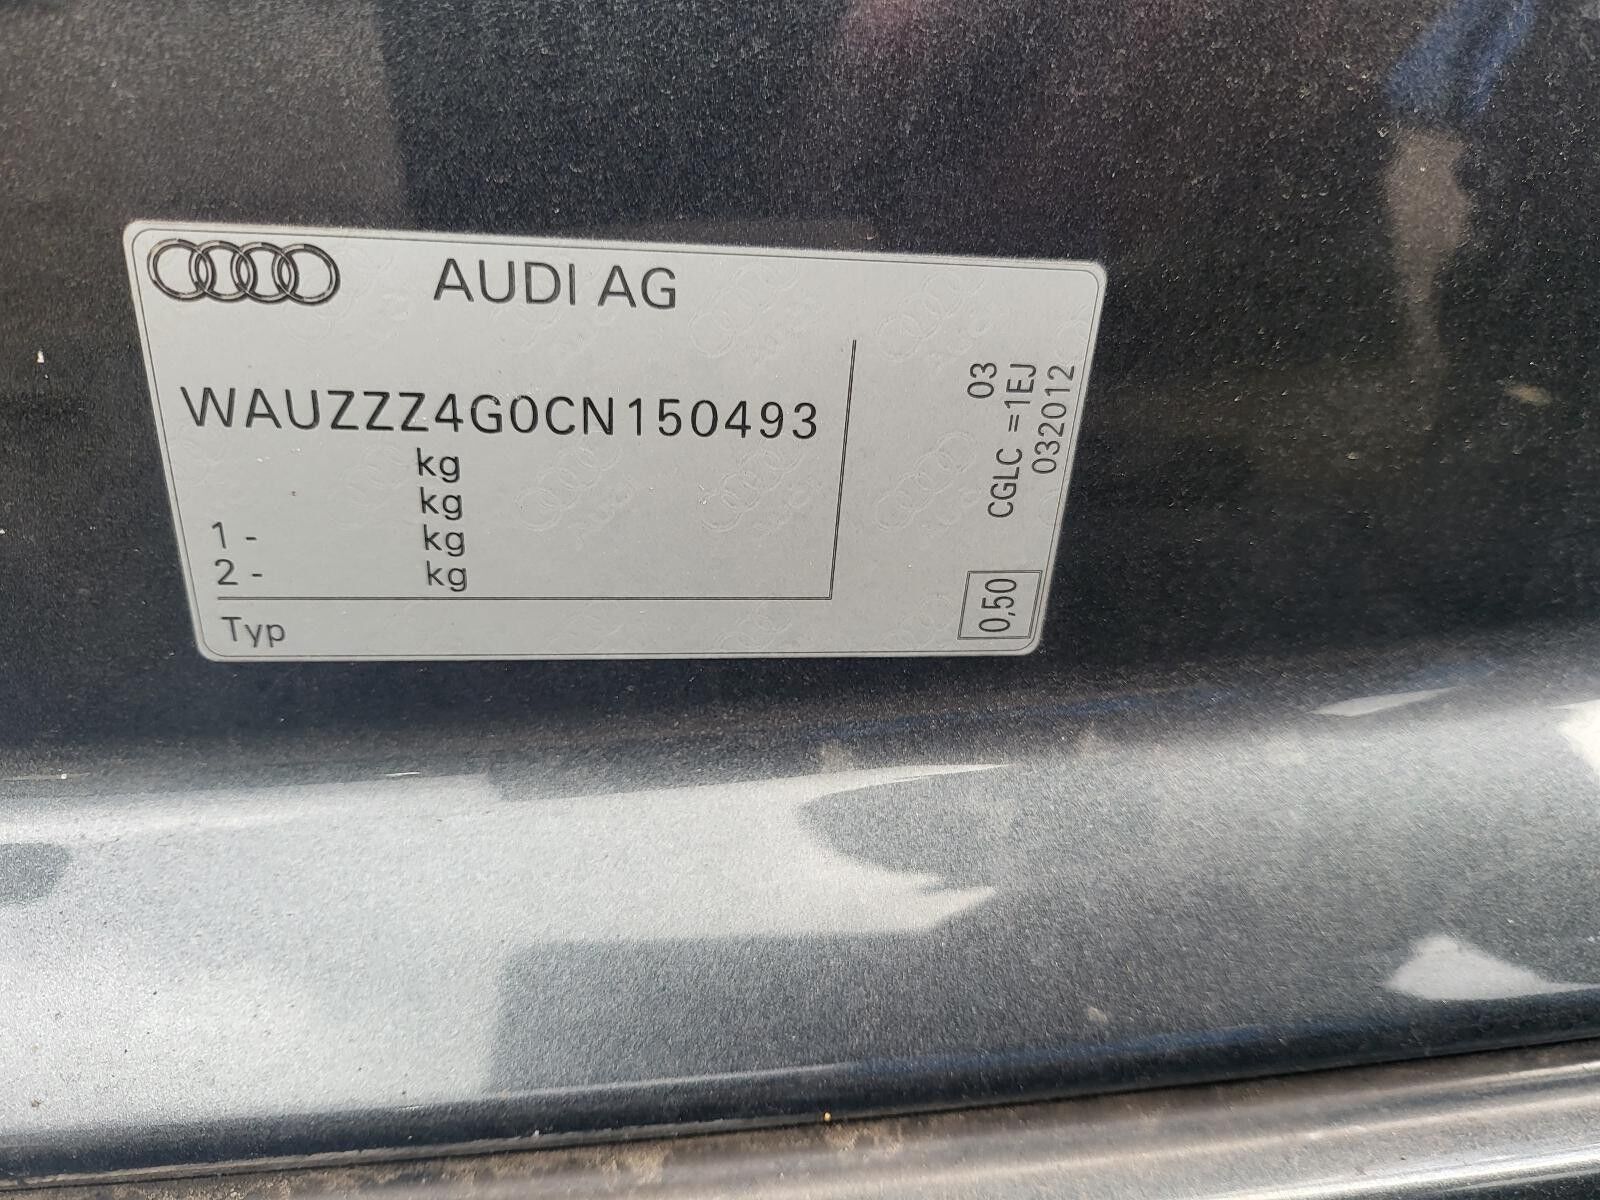 AUDI AG
WAUZZZ4G0CN150493
kg
kg
1 - kg
2 - kg
Typ
03
CGLC =1EJ
032012
0,50